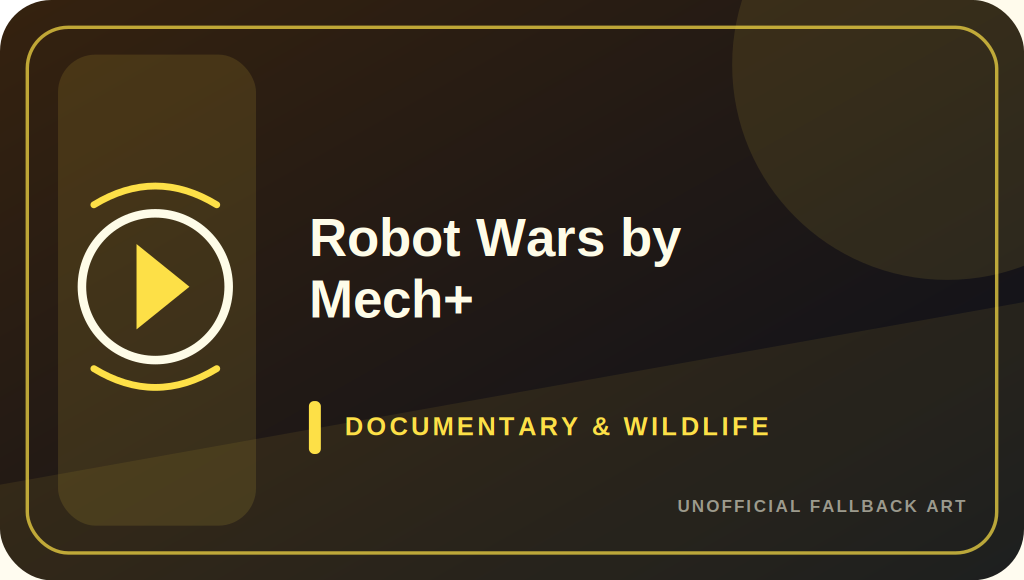 Robot Wars by
Mech+
DOCUMENTARY & WILDLIFE
UNOFFICIAL FALLBACK ART